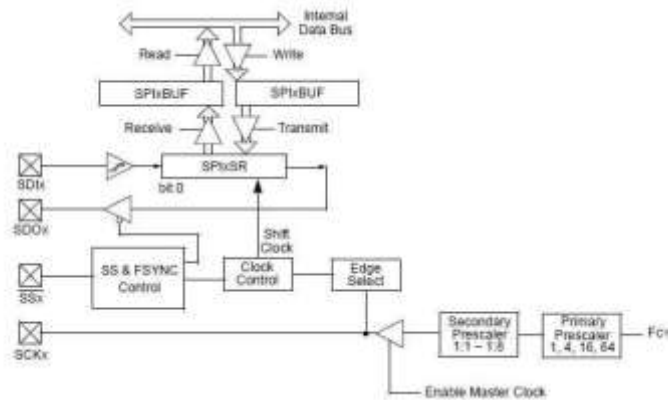 Internal
Data Bus
Read
Write
SPIxBUF
SPIxBUF
Receive
Transmit
SDIx
SPIxSR
bit 0
SDOx
Shift
Clock
SS & FSYNC
Control
Clock
Control
Edge
Select
SSx
Secondary
Prescaler
1:1 – 1:8
Primary
Prescaler
1, 4, 16, 64
SCKx
Enable Master Clock